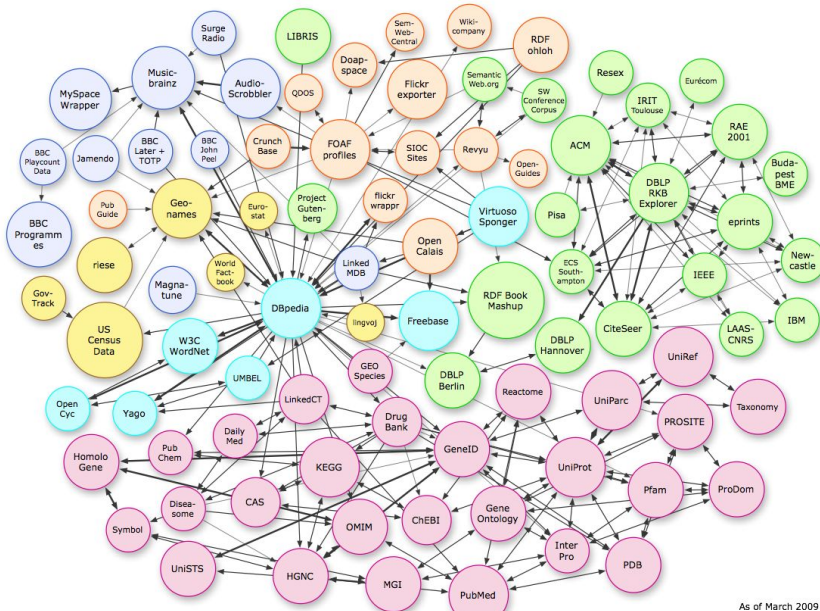 Surge
Radio
LIBRIS
Sem-
Web-
Central
Wiki-
company
RDF
ohloh
Doap-
space
Music-
brainz
Audio-
Scrobbler
MySpace
Wrapper
QDOS
Flickr
exporter
Semantic
Web.org
SW
Conference
Corpus
Resex
Eurécom
IRIT
Toulouse
RAE
2001
ACM
BBC
Playcount
Data
Jamendo
BBC
Later +
TOTP
BBC
John
Peel
Crunch
Base
FOAF
profiles
SIOC
Sites
Revyu
Open-
Guides
DBLP
RKB
Explorer
Buda-
pest
BME
Pub
Guide
Geo-
names
Euro-
stat
Project
Guten-
berg
flickr
wrappr
Virtuoso
Sponger
Pisa
eprints
BBC
Programm
es
riese
World
Fact-
book
Linked
MDB
Open
Calais
ECS
South-
ampton
IEEE
New-
castle
Gov-
Track
Magna-
tune
DBpedia
lingvoj
Freebase
RDF Book
Mashup
CiteSeer
LAAS-
CNRS
IBM
US
Census
Data
W3C
WordNet
DBLP
Hannover
UniRef
GEO
Species
DBLP
Berlin
Reactome
UniParc
Taxonomy
Open
Cyc
Yago
UMBEL
LinkedCT
Drug
Bank
PROSITE
Daily
Med
Pub
Chem
GeneID
Homolo
Gene
KEGG
UniProt
Pfam
ProDom
Disea-
some
CAS
ChEBI
Gene
Ontology
Symbol
OMIM
Inter
Pro
UniSTS
HGNC
MGI
PubMed
PDB
As of March 2009